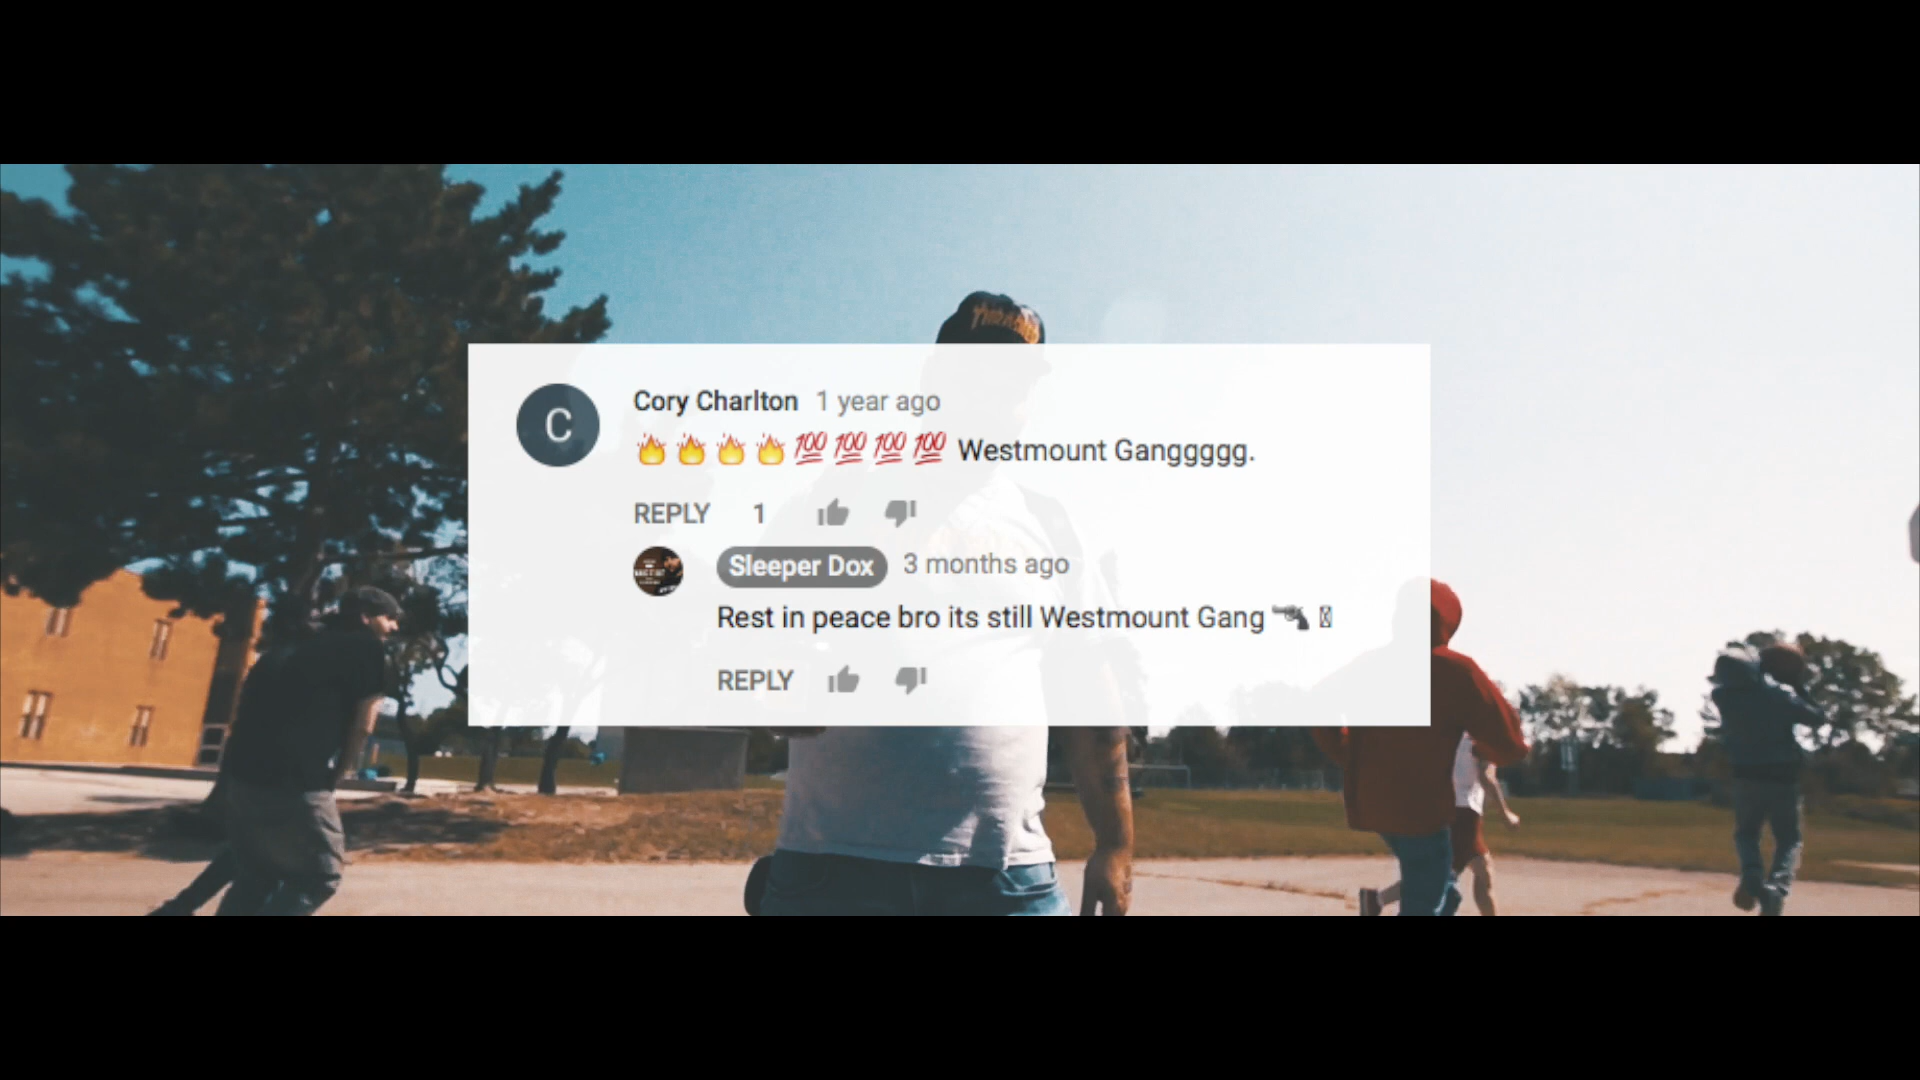 THRASHER
C
Cory Charlton 1 year ago
🔥🔥🔥🔥💯💯💯💯 Westmount Ganggggg.
REPLY 1
Sleeper Dox 3 months ago
Rest in peace bro its still Westmount Gang 🔫
REPLY